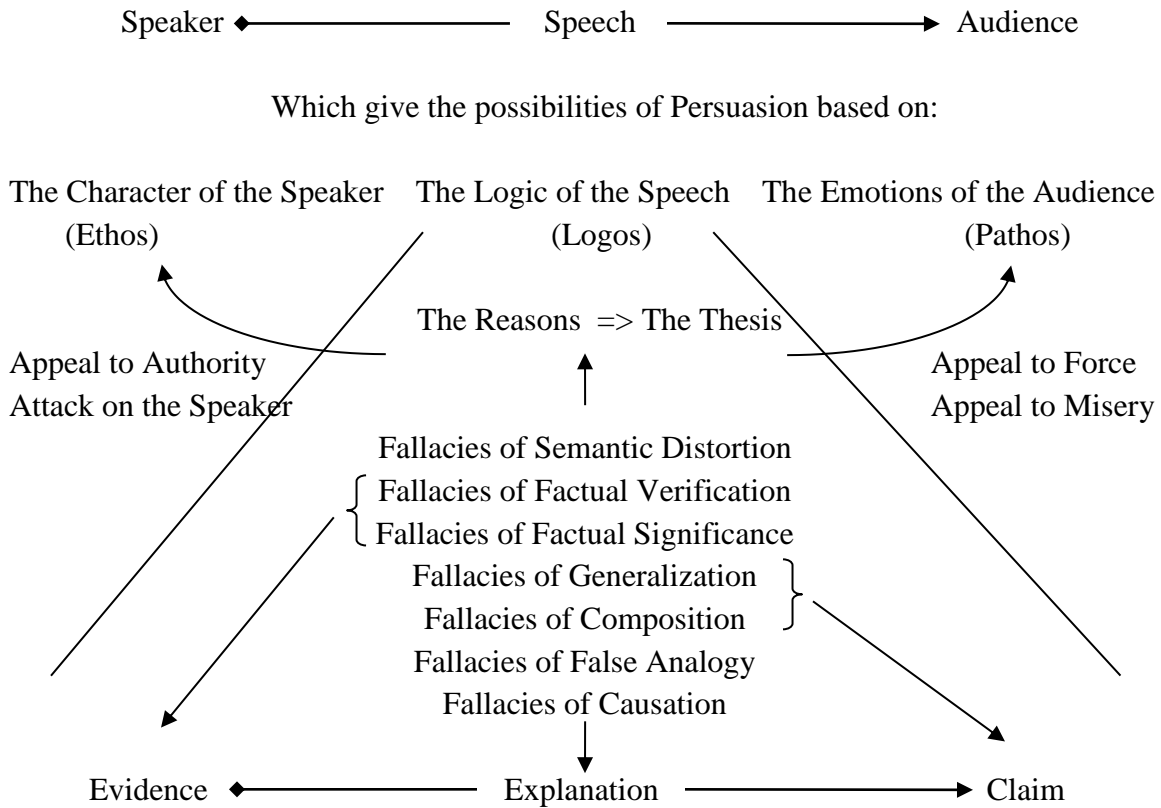 Speaker Speech Audience
Which give the possibilities of Persuasion based on:
The Character of the Speaker The Logic of the Speech The Emotions of the Audience
(Ethos) (Logos) (Pathos)
The Reasons => The Thesis
Appeal to Authority Appeal to Force
Attack on the Speaker Appeal to Misery
Fallacies of Semantic Distortion
Fallacies of Factual Verification
Fallacies of Factual Significance
Fallacies of Generalization
Fallacies of Composition
Fallacies of False Analogy
Fallacies of Causation
Evidence Explanation Claim